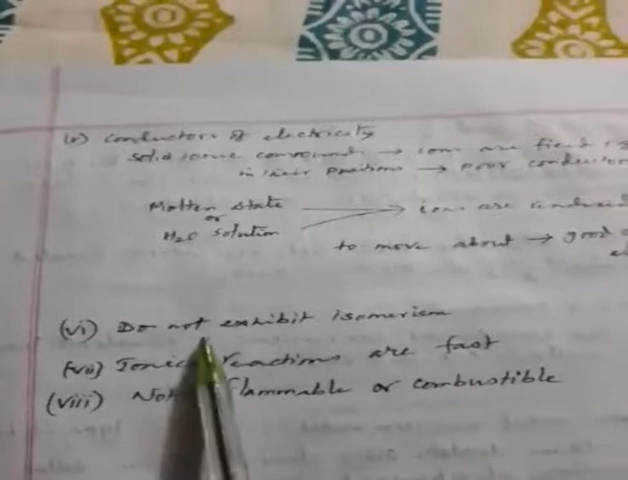 (v) Conductors of electricity
solid ionic compounds → ions are fixed
in their positions → poor conductor
Molten state → ions are rendered
or
H2O solution
to move about → good
(vi) Do not exhibit isomerism
(vii) Ionic reactions are fast
(viii) Not flammable or combustible